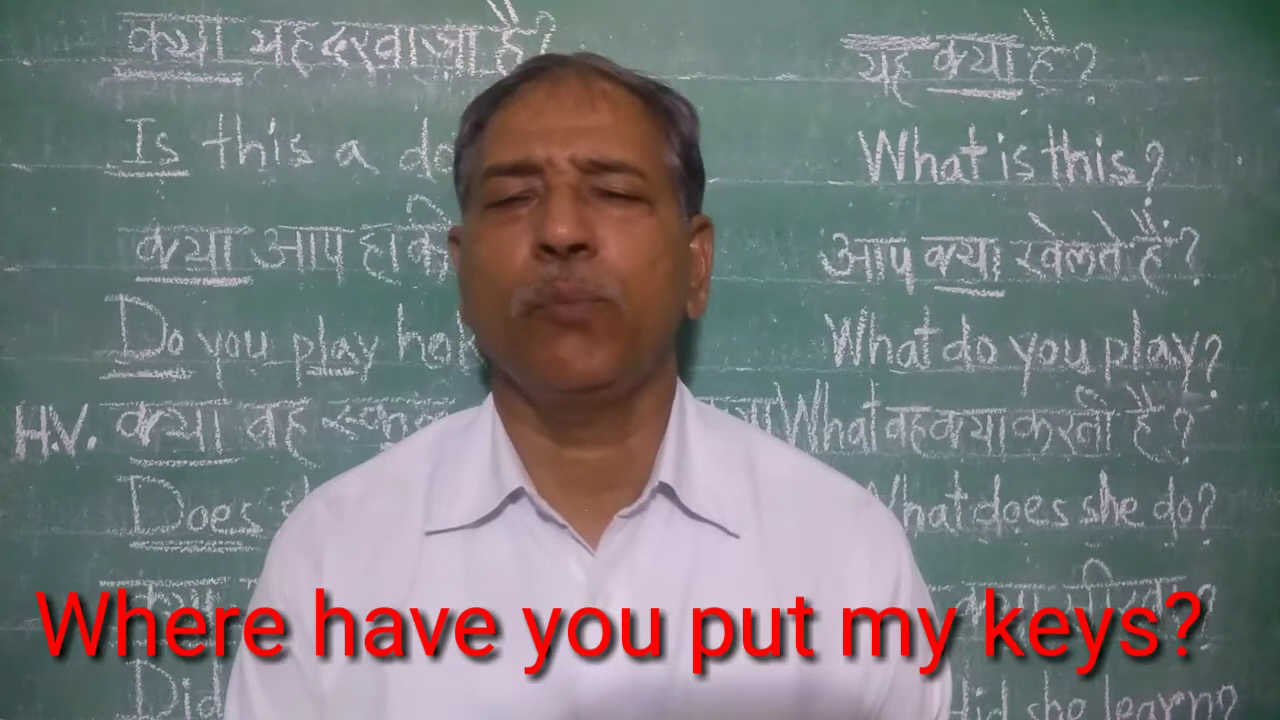 क्या यह दरवाज़ा है?
यह क्या है?
Is this a do
What is this?
क्या आप हॉकी
आप क्या खेलते हैं?
Do you play hok
What do you play?
H.V. क्या वह स्कूल
What वह क्या करती है?
Does s
What does she do?
क्या
क्या सीखा?
Where have you put my keys?
Did
did she learn?